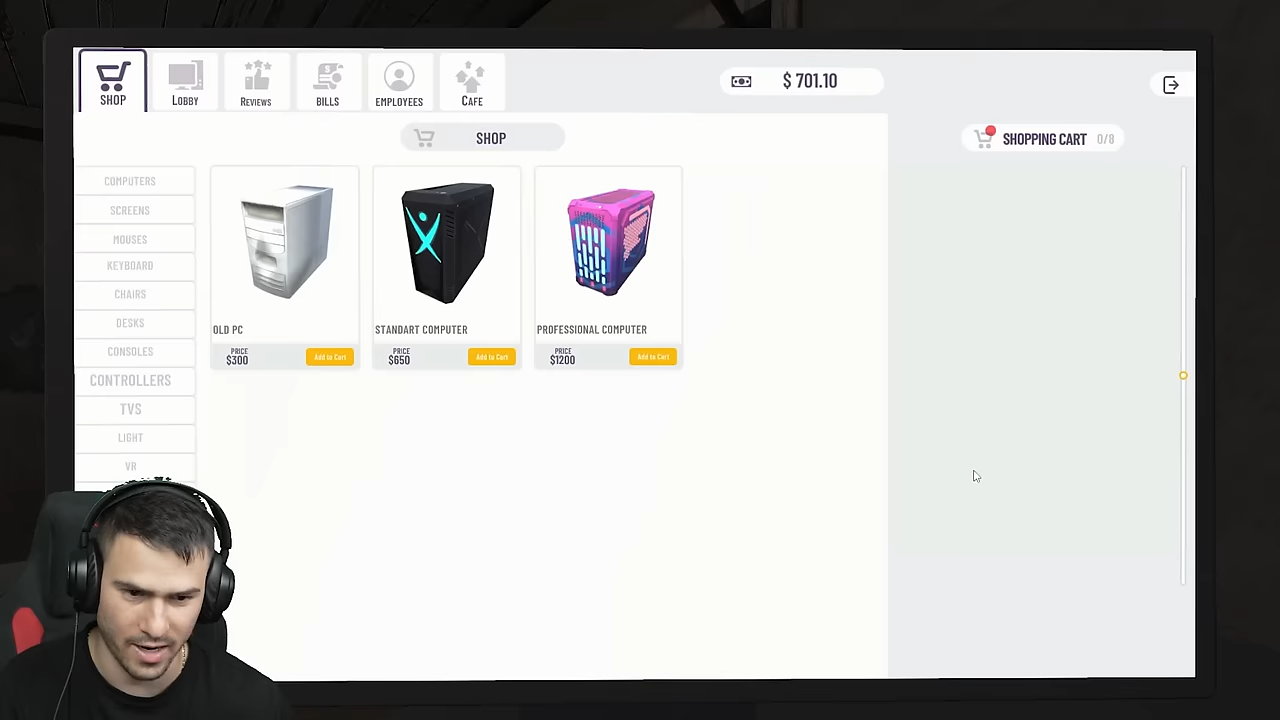 SHOP
LOBBY
REVIEWS
BILLS
EMPLOYEES
CAFE
$ 701.10
SHOP
SHOPPING CART 0/8
COMPUTERS
SCREENS
MOUSES
KEYBOARD
CHAIRS
DESKS
CONSOLES
CONTROLLERS
TVS
LIGHT
VR
OLD PC
PRICE
$300
Add to Cart
STANDART COMPUTER
PRICE
$650
Add to Cart
PROFESSIONAL COMPUTER
PRICE
$1200
Add to Cart